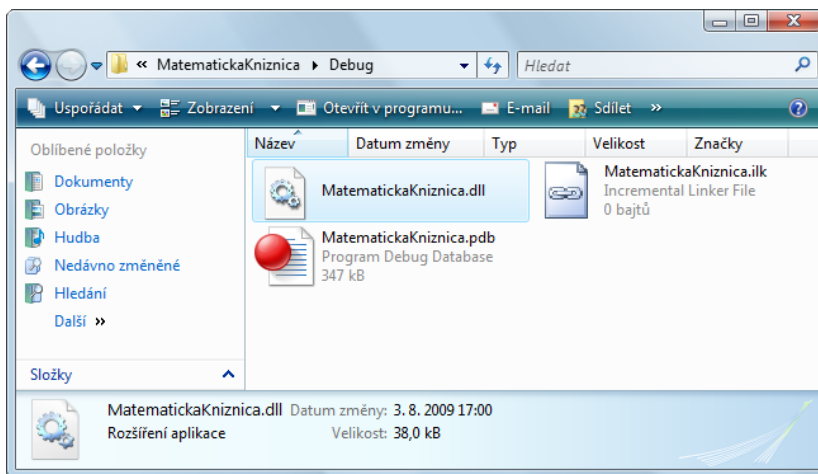 « MatematickaKniznica Debug
Hledat
Uspořádat Zobrazení Otevřít v programu... E-mail Sdílet »
Oblíbené položky
Dokumenty
Obrázky
Hudba
Nedávno změněné
Hledání
Další »
Složky
Název Datum změny Typ Velikost Značky
MatematickaKniznica.dll
MatematickaKniznica.ilk
Incremental Linker File
0 bajtů
MatematickaKniznica.pdb
Program Debug Database
347 kB
MatematickaKniznica.dll Datum změny: 3. 8. 2009 17:00
Rozšíření aplikace Velikost: 38,0 kB